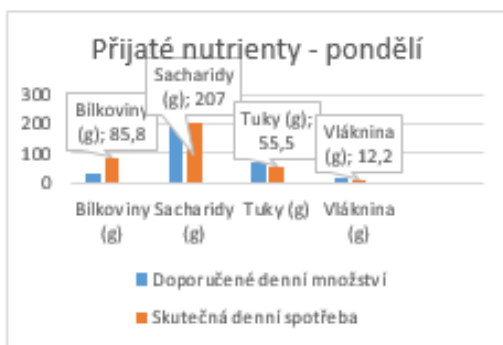 Přijaté nutrienty - pondělí
Sacharidy
(g); 207
Bílkoviny
(g); 85,8
Tuky (g);
55,5
Vláknina
(g); 12,2
300
200
100
0
Bílkoviny Sacharidy Tuky (g) Vláknina
(g) (g) (g)
Doporučené denní množství
Skutečná denní spotřeba